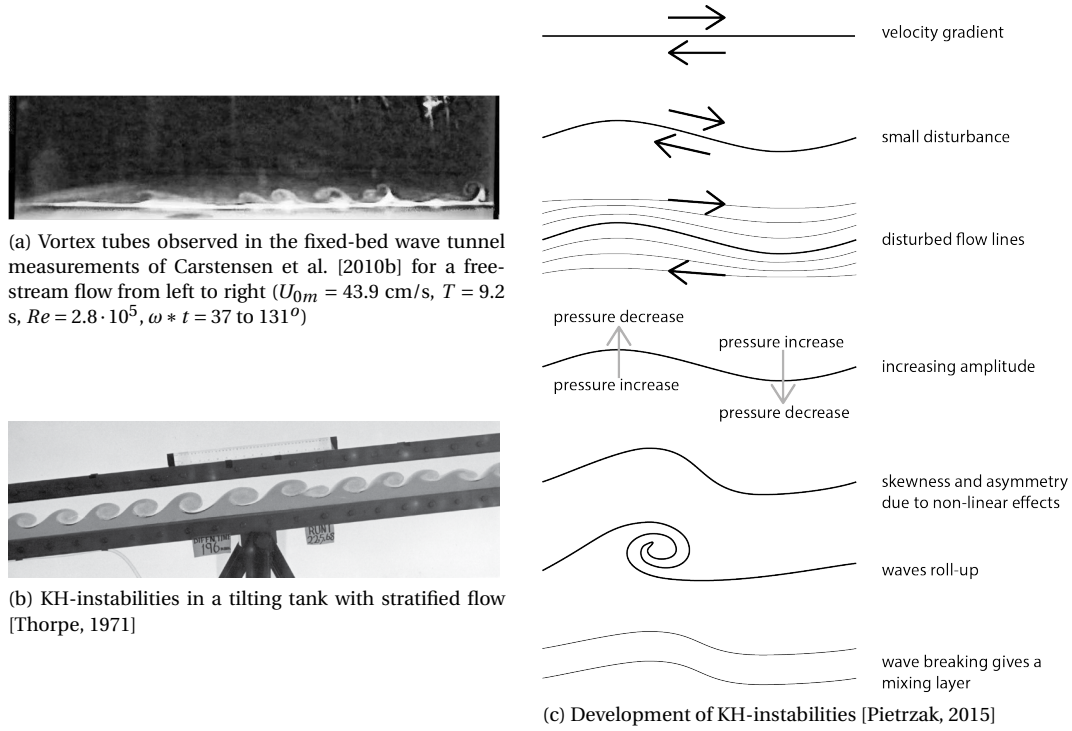 (a) Vortex tubes observed in the fixed-bed wave tunnel
measurements of Carstensen et al. [2010b] for a free-
stream flow from left to right (U0m = 43.9 cm/s, T = 9.2
s, Re = 2.8 · 10^5, ω ∗ t = 37 to 131^o)
196
RUN 1
(b) KH-instabilities in a tilting tank with stratified flow
[Thorpe, 1971]
velocity gradient
small disturbance
disturbed flow lines
pressure decrease
pressure increase
pressure increase
pressure decrease
increasing amplitude
skewness and asymmetry
due to non-linear effects
waves roll-up
wave breaking gives a
mixing layer
(c) Development of KH-instabilities [Pietrzak, 2015]